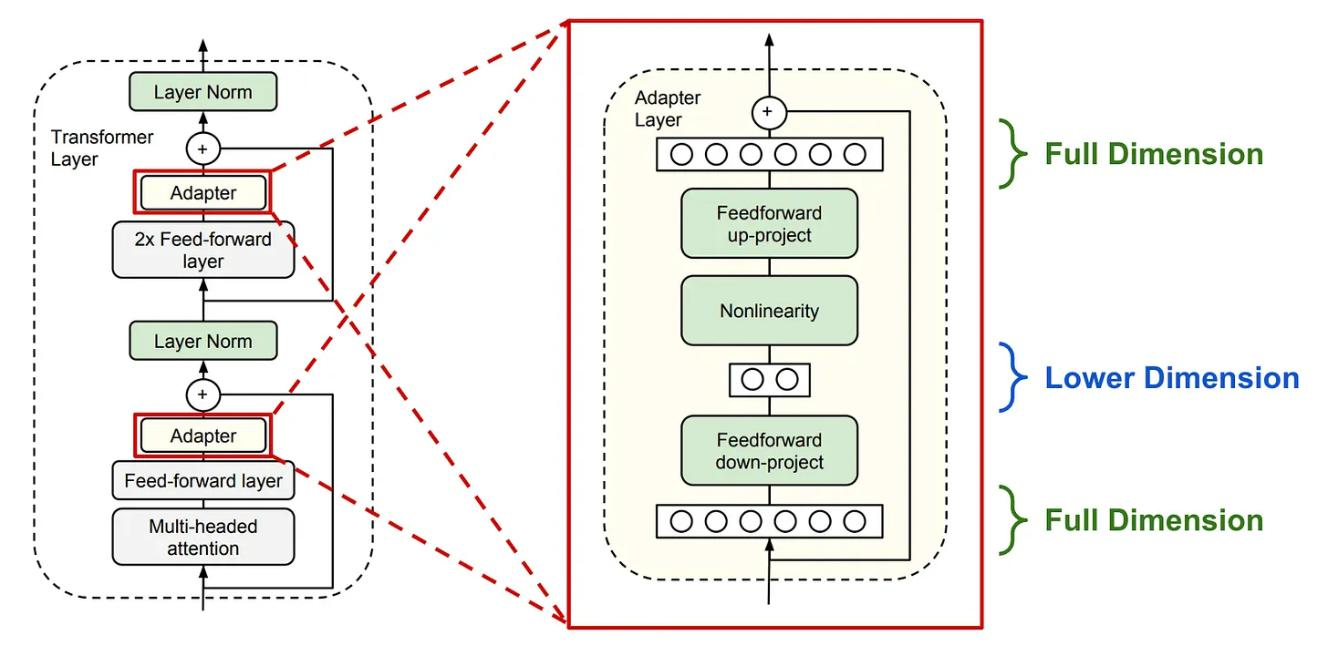 Layer Norm
Transformer
Layer
+
Adapter
2x Feed-forward
layer
Layer Norm
+
Adapter
Feed-forward layer
Multi-headed
attention
Adapter
Layer
+
Feedforward
up-project
Nonlinearity
Feedforward
down-project
Full Dimension
Lower Dimension
Full Dimension